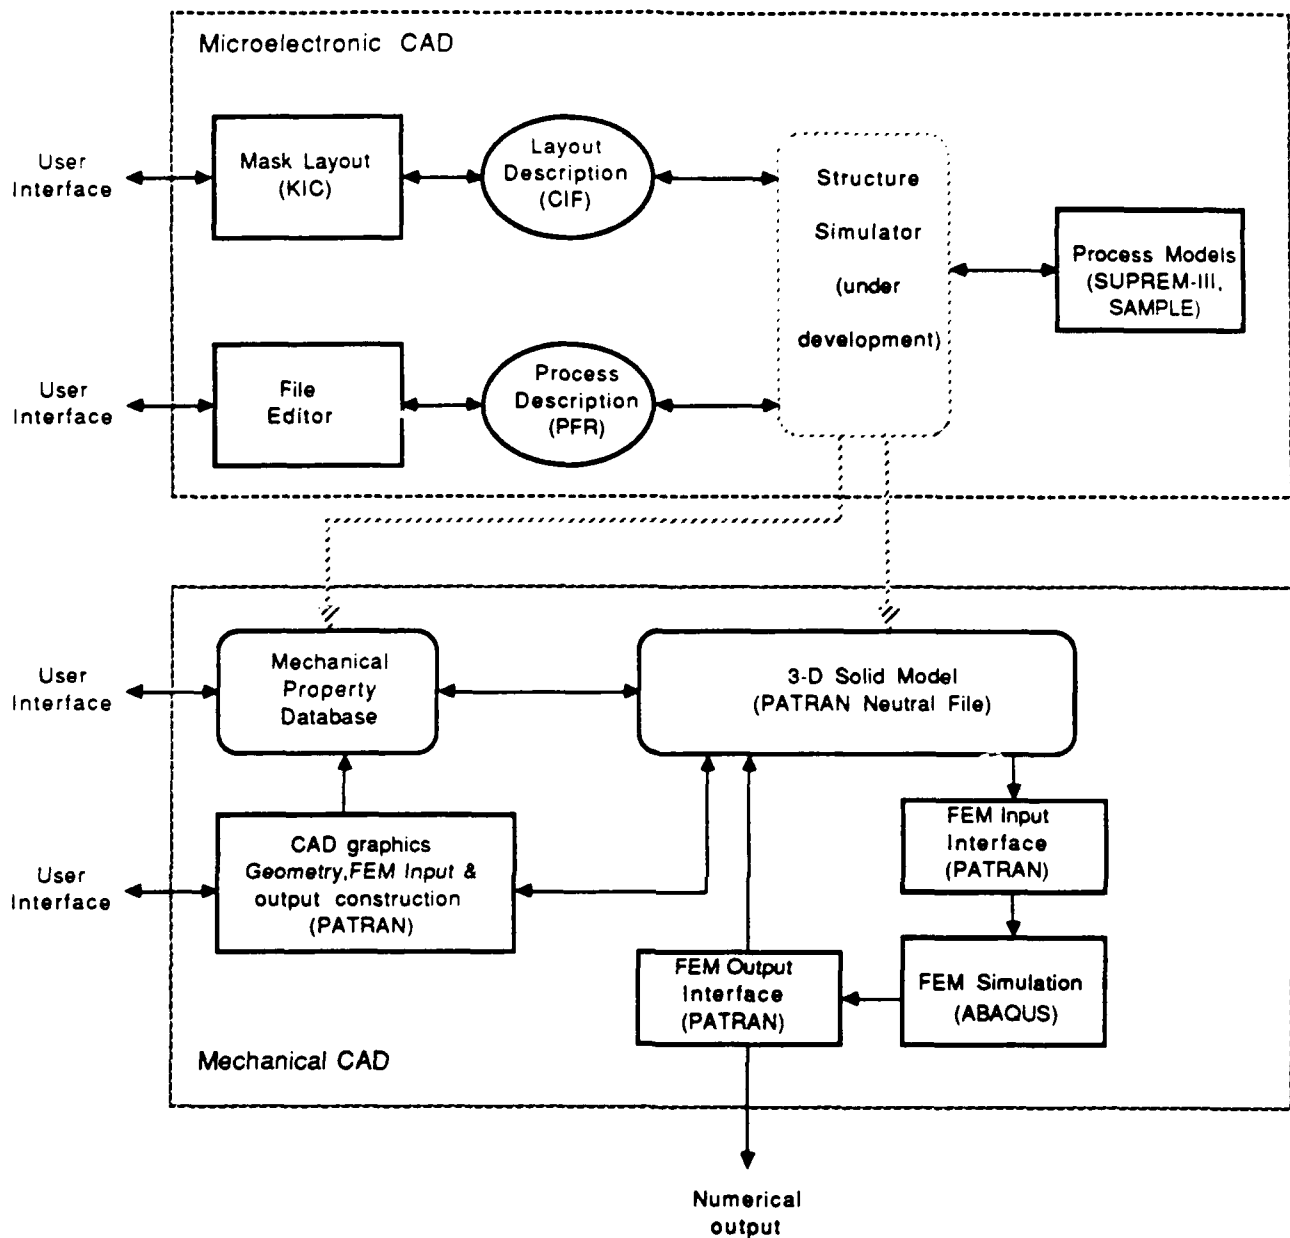 Microelectronic CAD
User
Interface
Mask Layout
(KIC)
Layout
Description
(CIF)
Structure
Simulator
(under
development)
Process Models
(SUPREM-III,
SAMPLE)
User
Interface
File
Editor
Process
Description
(PFR)
User
Interface
Mechanical
Property
Database
3-D Solid Model
(PATRAN Neutral File)
User
Interface
CAD graphics
Geometry,FEM Input &
output construction
(PATRAN)
FEM Input
Interface
(PATRAN)
FEM Output
Interface
(PATRAN)
FEM Simulation
(ABAQUS)
Mechanical CAD
Numerical
output